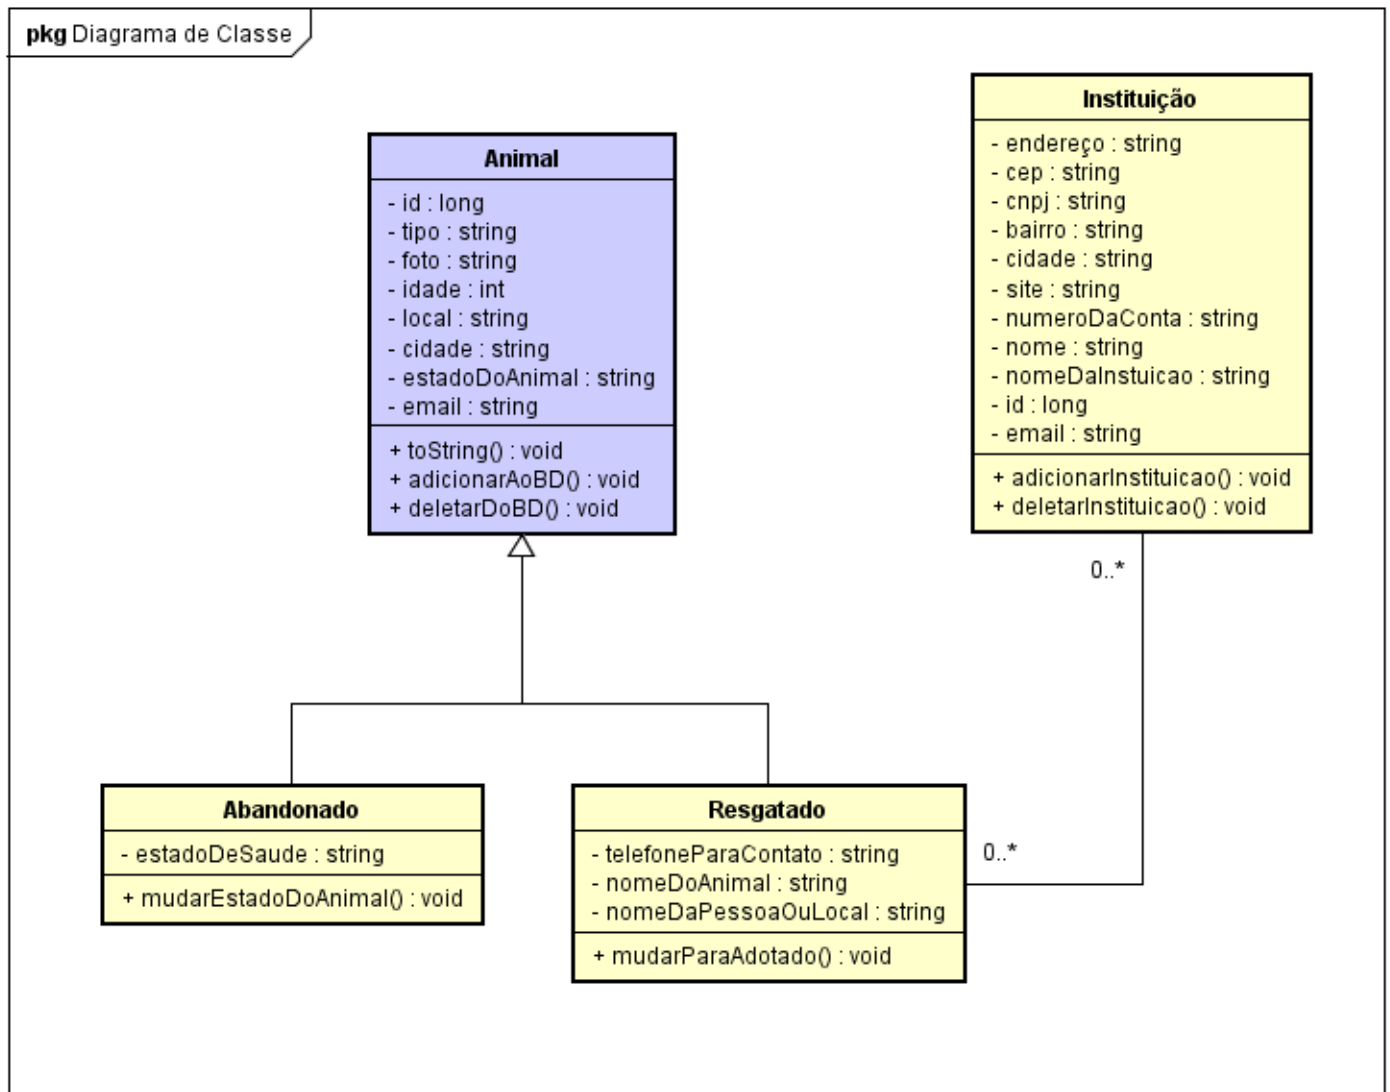 pkg Diagrama de Classe
Animal
- id : long
- tipo : string
- foto : string
- idade : int
- local : string
- cidade : string
- estadoDoAnimal : string
- email : string
+ toString() : void
+ adicionarAoBD() : void
+ deletarDoBD() : void
Instituição
- endereço : string
- cep : string
- cnpj : string
- bairro : string
- cidade : string
- site : string
- numeroDaConta : string
- nome : string
- nomeDaInstuicao : string
- id : long
- email : string
+ adicionarInstituicao() : void
+ deletarInstituicao() : void
0..*
Abandonado
- estadoDeSaude : string
+ mudarEstadoDoAnimal() : void
Resgatado
- telefoneParaContato : string
- nomeDoAnimal : string
- nomeDaPessoaOuLocal : string
+ mudarParaAdotado() : void
0..*